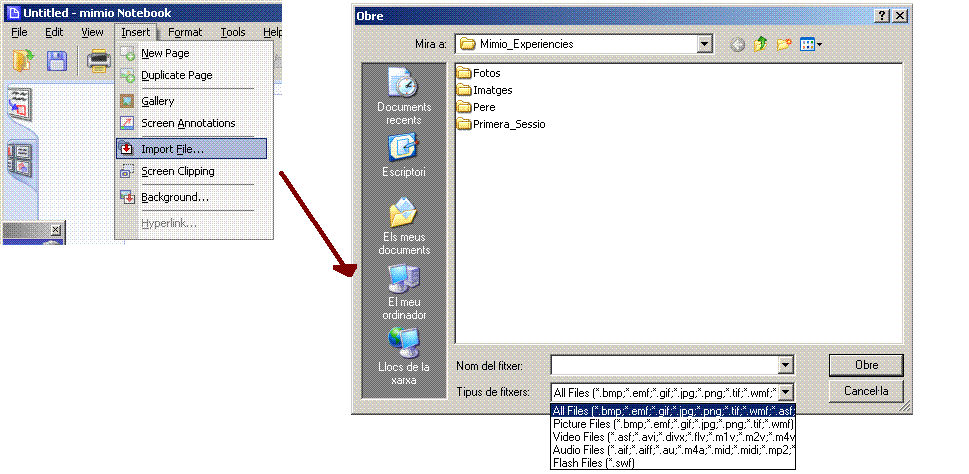 Untitled - mimio Notebook
File Edit View Insert Format Tools Help
New Page
Duplicate Page
Gallery
Screen Annotations
Import File...
Screen Clipping
Background...
Hyperlink...
Obre
Mira a: Mimio_Experiencies
Fotos
Imatges
Pere
Primera_Sessio
Documents
recents
Escriptori
Els meus
documents
El meu
ordinador
Llocs de la
xarxa
Nom del fitxer:
Obre
Tipus de fitxers: All Files (*.bmp;*.emf;*.gif;*.jpg;*.png;*.tif;*.wmf;*
Cancel·la
All Files (*.bmp;*.emf;*.gif;*.jpg;*.png;*.tif;*.wmf;*.asf;
Picture Files (*.bmp;*.emf;*.gif;*.jpg;*.png;*.tif;*.wmf)
Video Files (*.asf;*.avi;*.divx;*.flv;*.m1v;*.m2v;*.m4v
Audio Files (*.aif;*.aiff;*.au;*.m4a;*.mid;*.midi;*.mp2;*
Flash Files (*.swf)